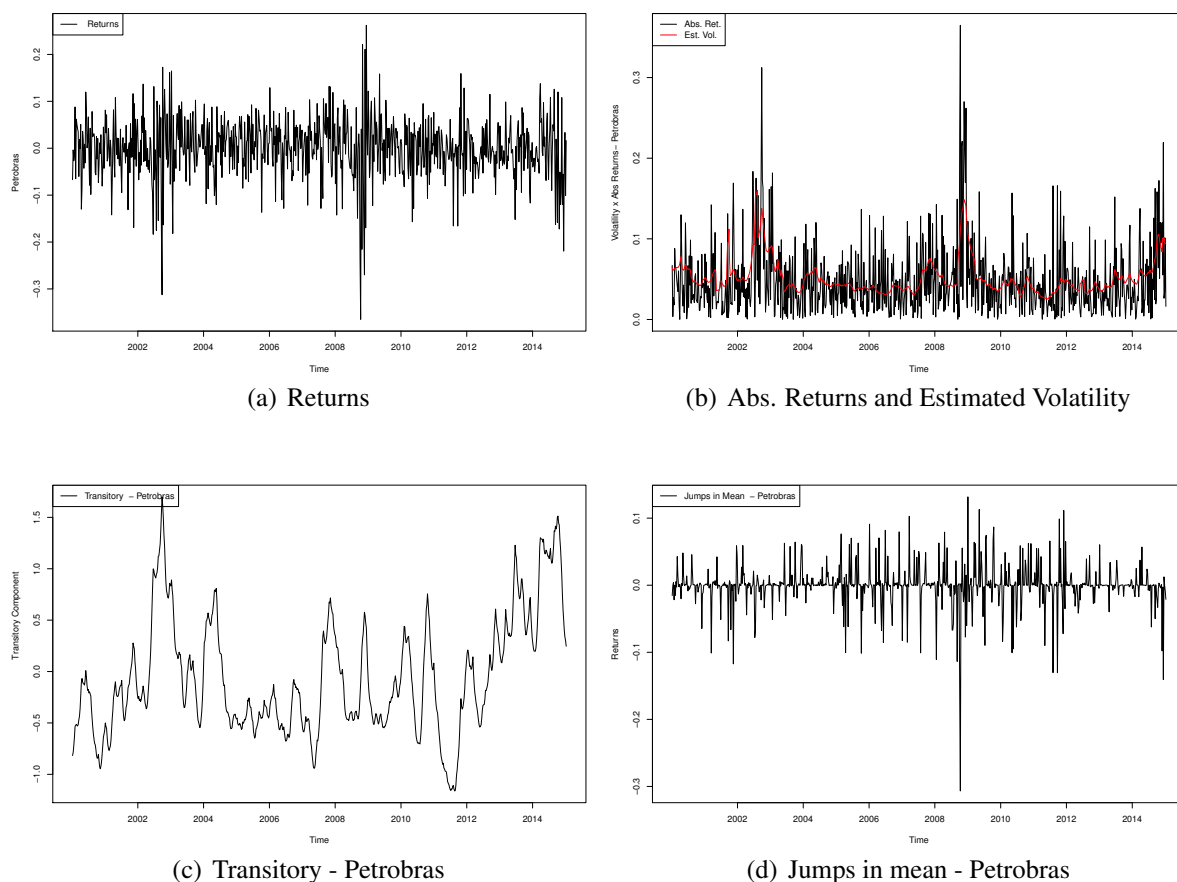 Returns
Petrobras
0.2
0.1
0.0
−0.1
−0.2
−0.3
2002 2004 2006 2008 2010 2012 2014
Time
(a) Returns
Abs. Ret.
Est. Vol.
Volatility x Abs Returns− Petrobras
0.3
0.2
0.1
0.0
2002 2004 2006 2008 2010 2012 2014
Time
(b) Abs. Returns and Estimated Volatility
Transitory − Petrobras
Transitory Component
1.5
1.0
0.5
0.0
−0.5
−1.0
2002 2004 2006 2008 2010 2012 2014
Time
(c) Transitory - Petrobras
Jumps in Mean − Petrobras
Returns
0.1
0.0
−0.1
−0.2
−0.3
2002 2004 2006 2008 2010 2012 2014
Time
(d) Jumps in mean - Petrobras